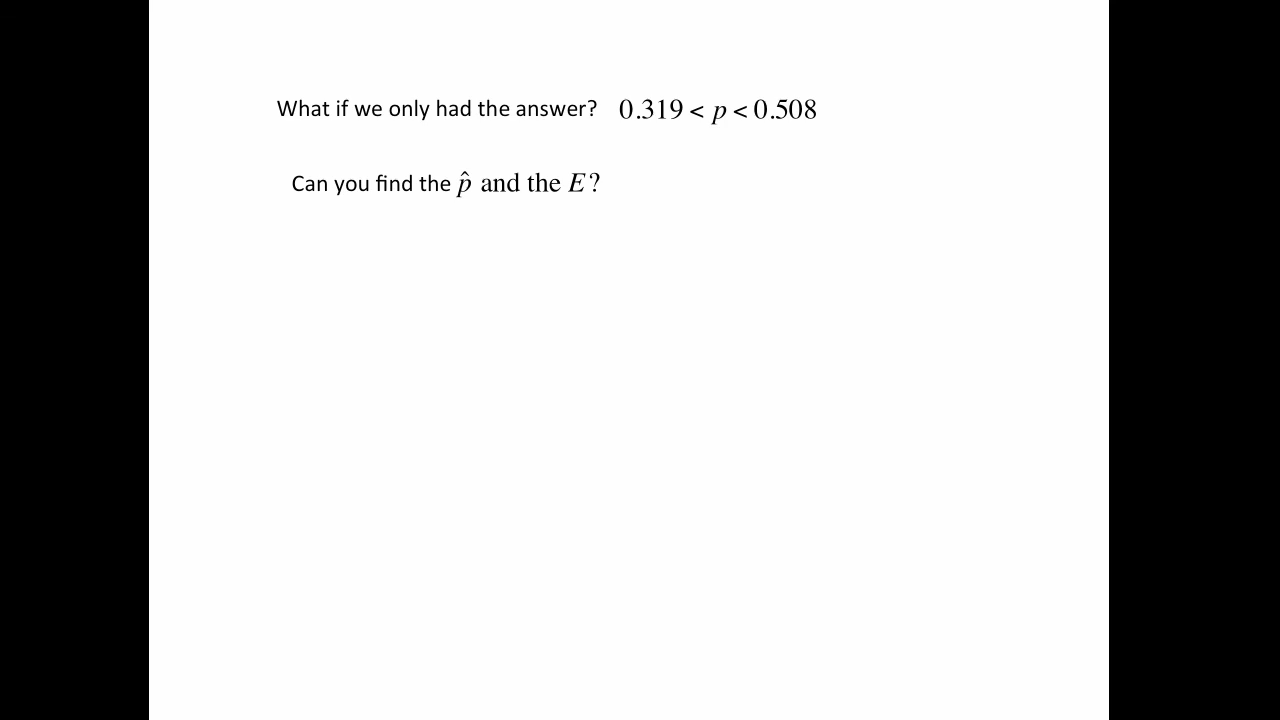 What if we only had the answer? 0.319 < p < 0.508
Can you find the p̂ and the E?